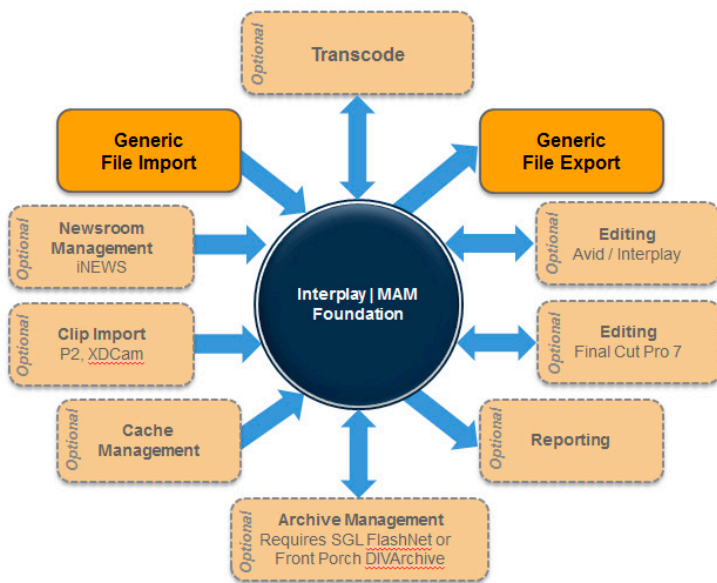 Optional
Transcode
Generic
File Import
Generic
File Export
Optional
Newsroom
Management
iNEWS
Optional
Editing
Avid / Interplay
Interplay | MAM
Foundation
Optional
Clip Import
P2, XDCam
Optional
Editing
Final Cut Pro 7
Optional
Cache
Management
Optional
Reporting
Optional
Archive Management
Requires SGL FlashNet or
Front Porch DIVArchive